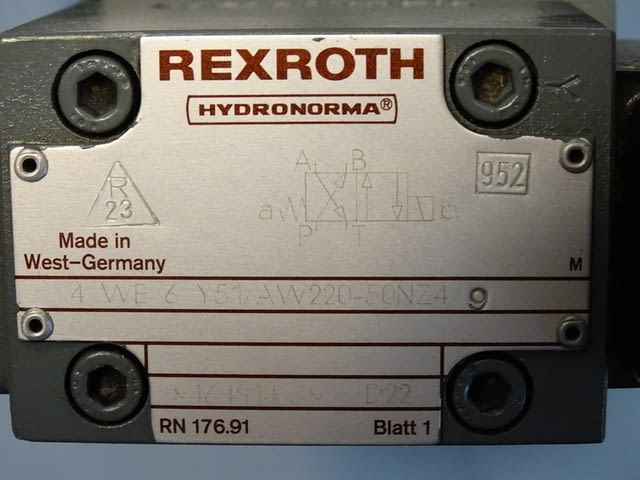 REXROTH
HYDRONORMA®
A B
952
R
23
a b
P T
Made in
West-Germany
M
4 WE 6 Y51/AW220-50NZ4 9
D22
RN 176.91
Blatt 1